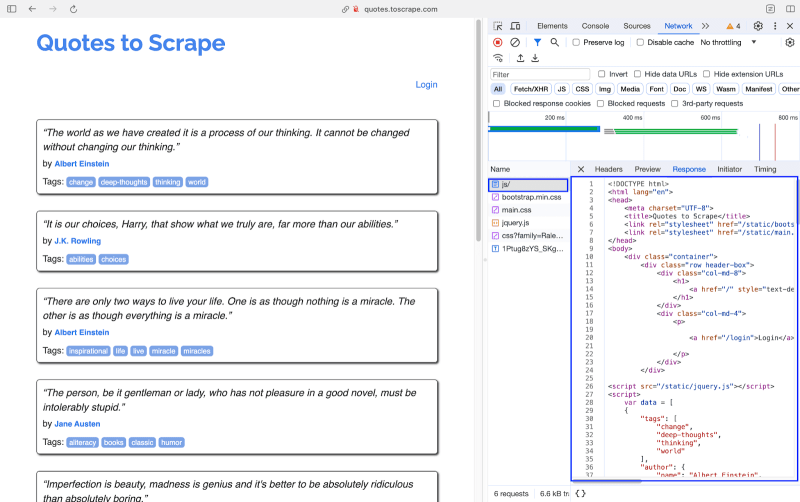 quotes.toscrape.com
Quotes to Scrape
Login
“The world as we have created it is a process of our thinking. It cannot be changed
without changing our thinking.”
by Albert Einstein
Tags: change deep-thoughts thinking world
“It is our choices, Harry, that show what we truly are, far more than our abilities.”
by J.K. Rowling
Tags: abilities choices
“There are only two ways to live your life. One is as though nothing is a miracle. The
other is as though everything is a miracle.”
by Albert Einstein
Tags: inspirational life live miracle miracles
“The person, be it gentleman or lady, who has not pleasure in a good novel, must be
intolerably stupid.”
by Jane Austen
Tags: aliteracy books classic humor
“Imperfection is beauty, madness is genius and it's better to be absolutely ridiculous
than absolutely boring.”
Elements Console Sources Network 4
Preserve log Disable cache No throttling
Filter Invert Hide data URLs Hide extension URLs
All Fetch/XHR JS CSS Img Media Font Doc WS Wasm Manifest Other
Blocked response cookies Blocked requests 3rd-party requests
200 ms 400 ms 600 ms 800 ms
Name Headers Preview Response Initiator Timing
js/
bootstrap.min.css
main.css
jquery.js
css?family=Rale...
1Ptug8zYS_SKg...
1 <!DOCTYPE html>
2 <html lang="en">
3 <head>
4 <meta charset="UTF-8">
5 <title>Quotes to Scrape</title>
6 <link rel="stylesheet" href="/static/boots
7 <link rel="stylesheet" href="/static/main.
8 </head>
9 <body>
10 <div class="container">
11 <div class="row header-box">
12 <div class="col-md-8">
13 <h1>
14 <a href="/" style="text-de
15 </h1>
16 </div>
17 <div class="col-md-4">
18 <p>
19
20 <a href="/login">Login</a>
21
22 </p>
23 </div>
24 </div>
25
26 <script src="/static/jquery.js"></script>
27 <script>
28 var data = [
29 {
30 "tags": [
31 "change",
32 "deep-thoughts",
33 "thinking",
34 "world"
35 ],
36 "author": {
37 "name": "Albert Einstein",
6 requests 6.6 kB tr {}